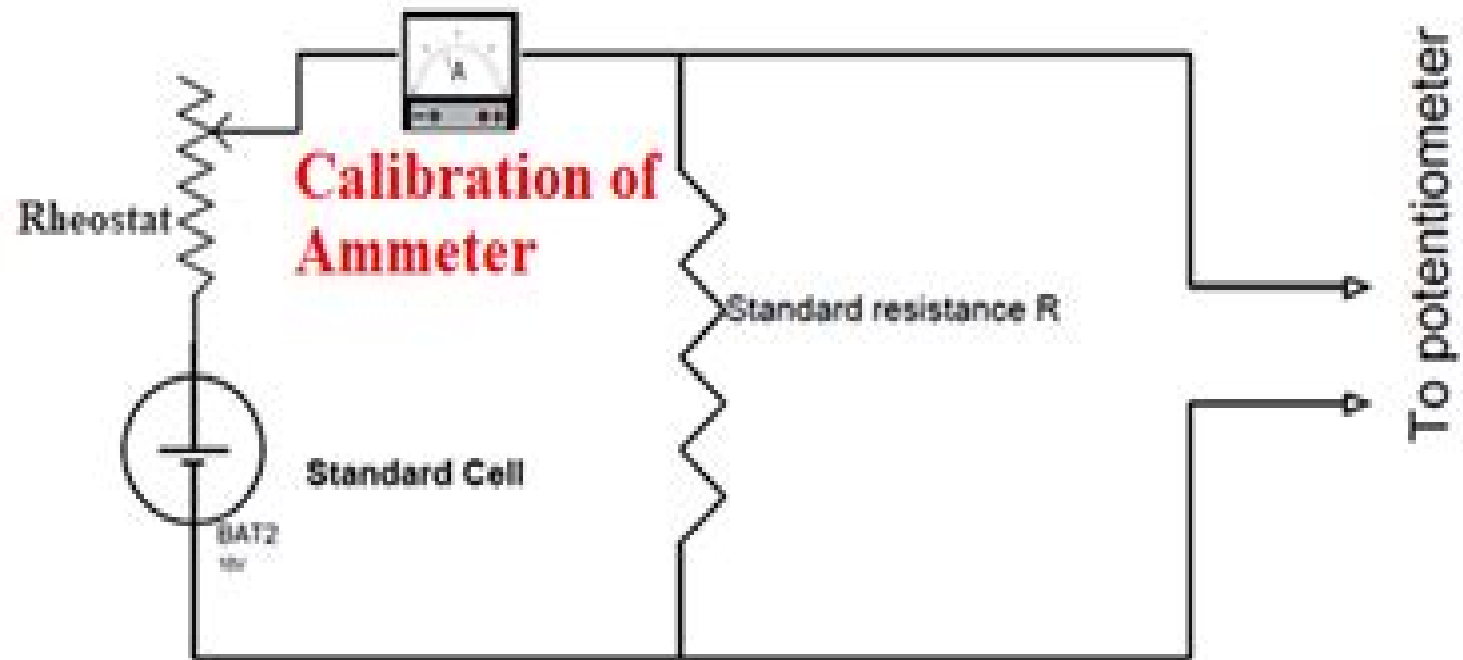 A
Calibration of
Ammeter
Rheostat
Standard resistance R
Standard Cell
BAT2
To potentiometer